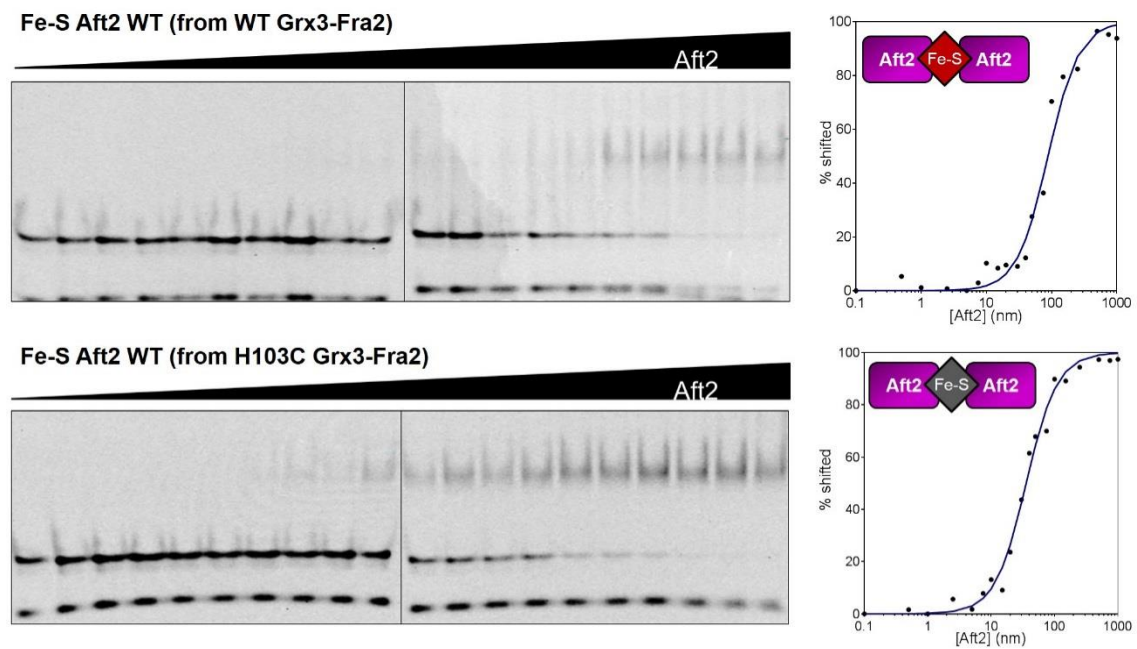 Fe-S Aft2 WT (from WT Grx3-Fra2)
Aft2
100
80
60
40
20
0
% shifted
Aft2 Fe-S Aft2
0.1 1 10 100 1000
[Aft2] (nm)
Fe-S Aft2 WT (from H103C Grx3-Fra2)
Aft2
100
80
60
40
20
0
% shifted
Aft2 Fe-S Aft2
0.1 1 10 100 1000
[Aft2] (nm)